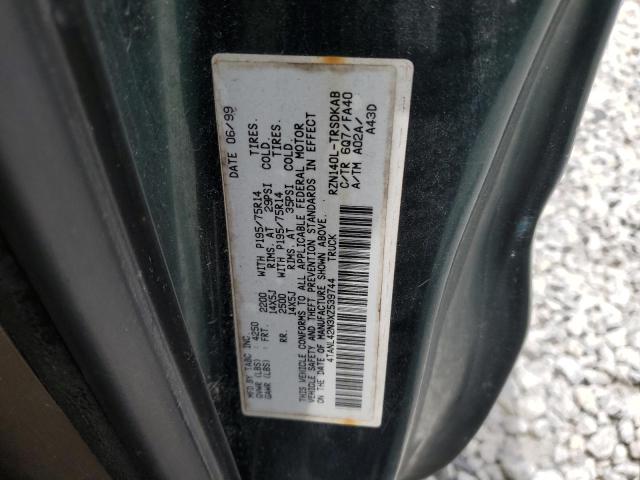 MFD BY TABC INC. DATE 06/99
GVWR (LBS) : 4250
GAWR (LBS) : FRT. 2200 WITH P195/75R14 TIRES.
14X5J RIMS. AT 29PSI COLD.
RR. 2500 WITH P195/75R14 TIRES.
14X5J RIMS. AT 35PSI COLD.
THIS VEHICLE CONFORMS TO ALL APPLICABLE FEDERAL MOTOR
VEHICLE SAFETY AND THEFT PREVENTION STANDARDS IN EFFECT
ON THE DATE OF MANUFACTURE SHOWN ABOVE.
4TANL42N3XZ539744 TRUCK
RZN140L-TRSDKAB
C/TR 6Q7/FA40
A/TM A02A/
A43D